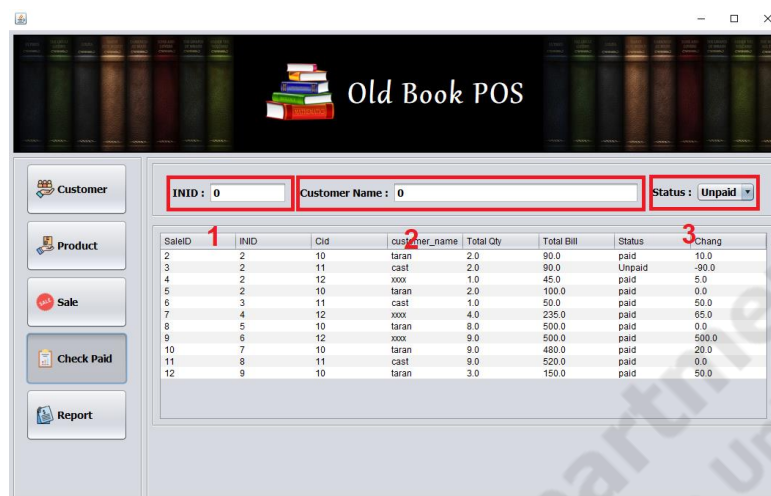 Old Book POS
Customer
Product
Sale
Check Paid
Report
INID : 0 Customer Name : 0 Status : Unpaid
1 2 3
SaleID INID Cid customer_name Total Qty Total Bill Status Chang
2 2 10 taran 2.0 90.0 paid 10.0
3 2 11 cast 2.0 90.0 Unpaid -90.0
4 2 12 xxxx 1.0 45.0 paid 5.0
5 2 10 taran 2.0 100.0 paid 0.0
6 3 11 cast 1.0 50.0 paid 50.0
7 4 12 xxxx 4.0 235.0 paid 65.0
8 5 10 taran 8.0 500.0 paid 0.0
9 6 12 xxxx 9.0 500.0 paid 500.0
10 7 10 taran 9.0 480.0 paid 20.0
11 8 11 cast 9.0 520.0 paid 0.0
12 9 10 taran 3.0 150.0 paid 50.0